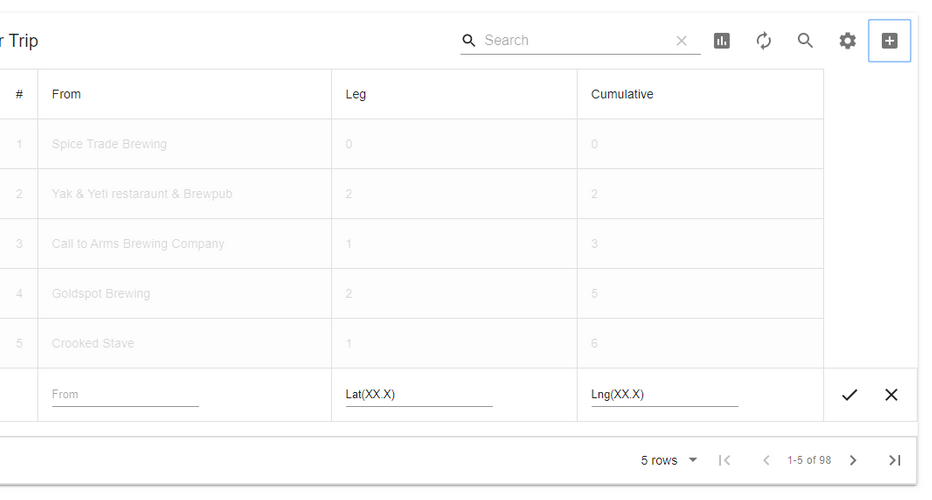 r Trip
Search
# From Leg Cumulative
1 Spice Trade Brewing 0 0
2 Yak & Yeti restaraunt & Brewpub 2 2
3 Call to Arms Brewing Company 1 3
4 Goldspot Brewing 2 5
5 Crooked Stave 1 6
From Lat(XX.X) Lng(XX.X)
5 rows 1-5 of 98